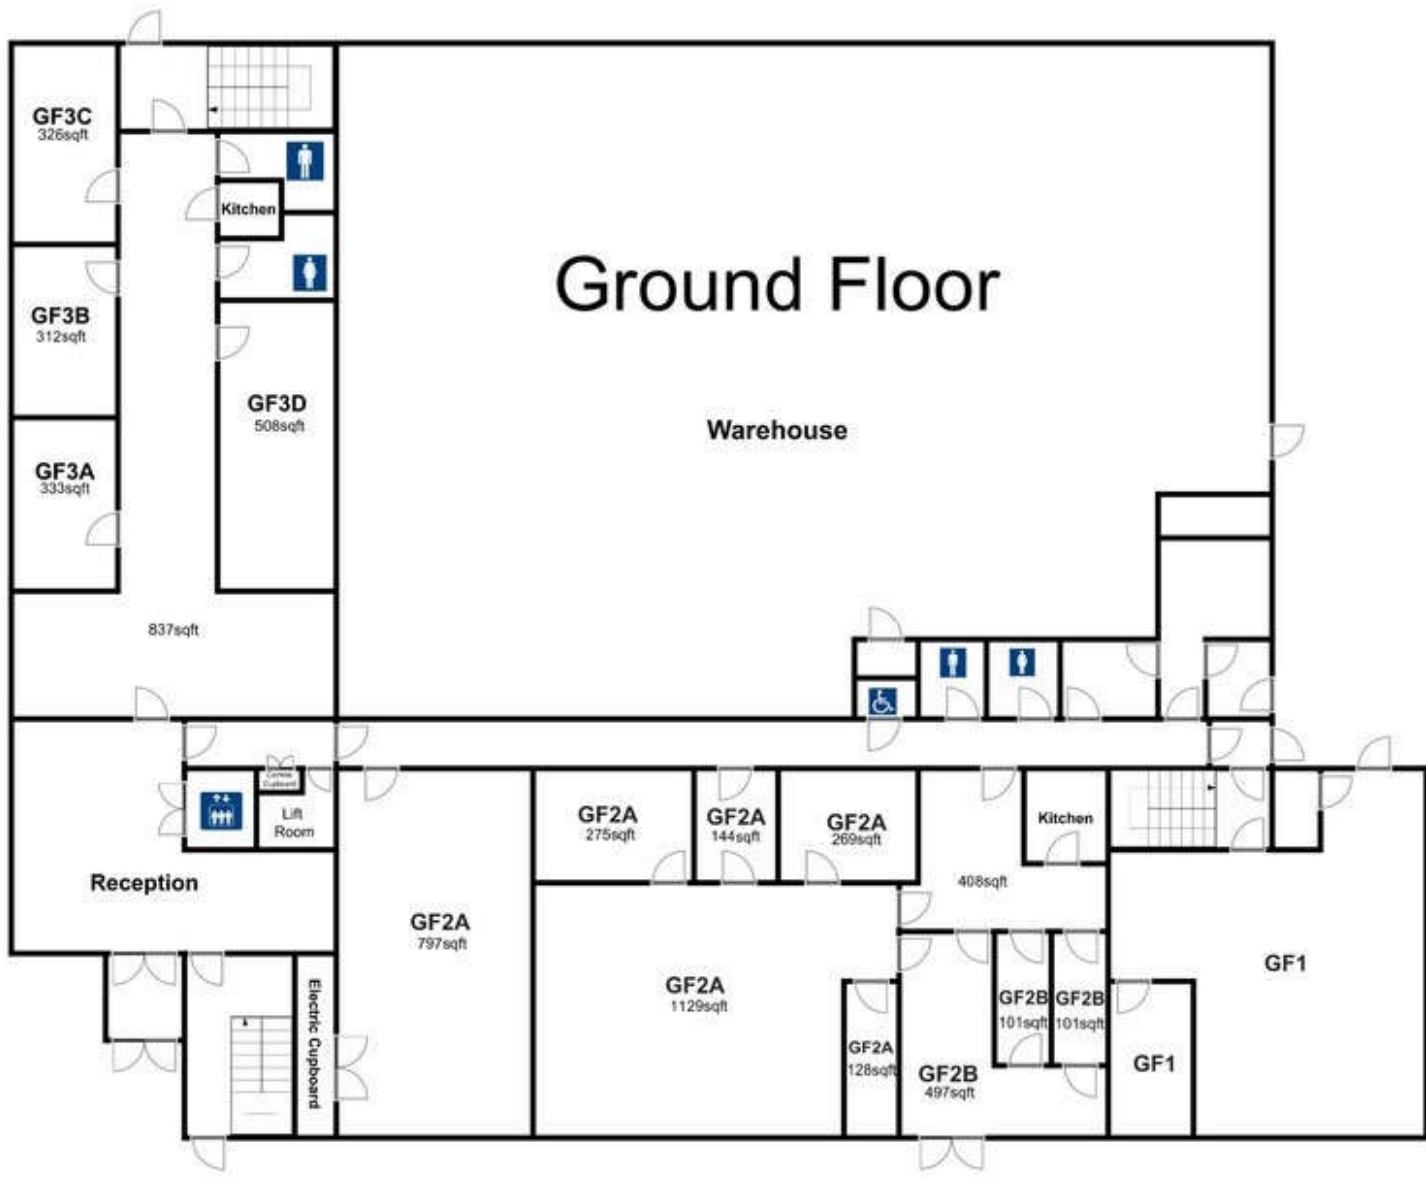 GF3C
326sqft
Kitchen
GF3B
312sqft
Ground Floor
GF3D
508sqft
Warehouse
GF3A
333sqft
837sqft
Cupboard
Lift
Room
GF2A
275sqft
GF2A
144sqft
GF2A
269sqft
Kitchen
Reception
408sqft
GF2A
797sqft
GF2A
1129sqft
GF1
Electric Cupboard
GF2B
101sqft
GF2B
101sqft
GF2A
128sqft
GF2B
497sqft
GF1